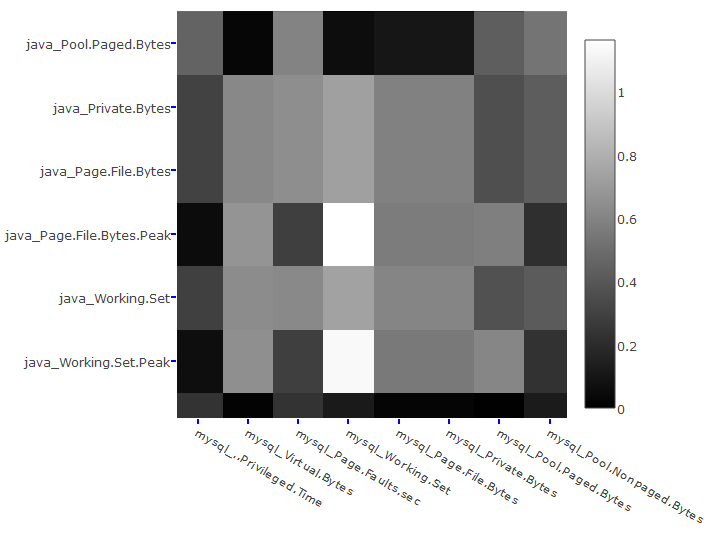 java_Pool.Paged.Bytes
java_Private.Bytes
java_Page.File.Bytes
java_Page.File.Bytes.Peak
java_Working.Set
java_Working.Set.Peak
1
0.8
0.6
0.4
0.2
0
mysql_..Privileged.Time
mysql_Virtual.Bytes
mysql_Page.Faults.sec
mysql_Working.Set
mysql_Page.File.Bytes
mysql_Private.Bytes
mysql_Pool.Paged.Bytes
mysql_Pool.Nonpaged.Bytes